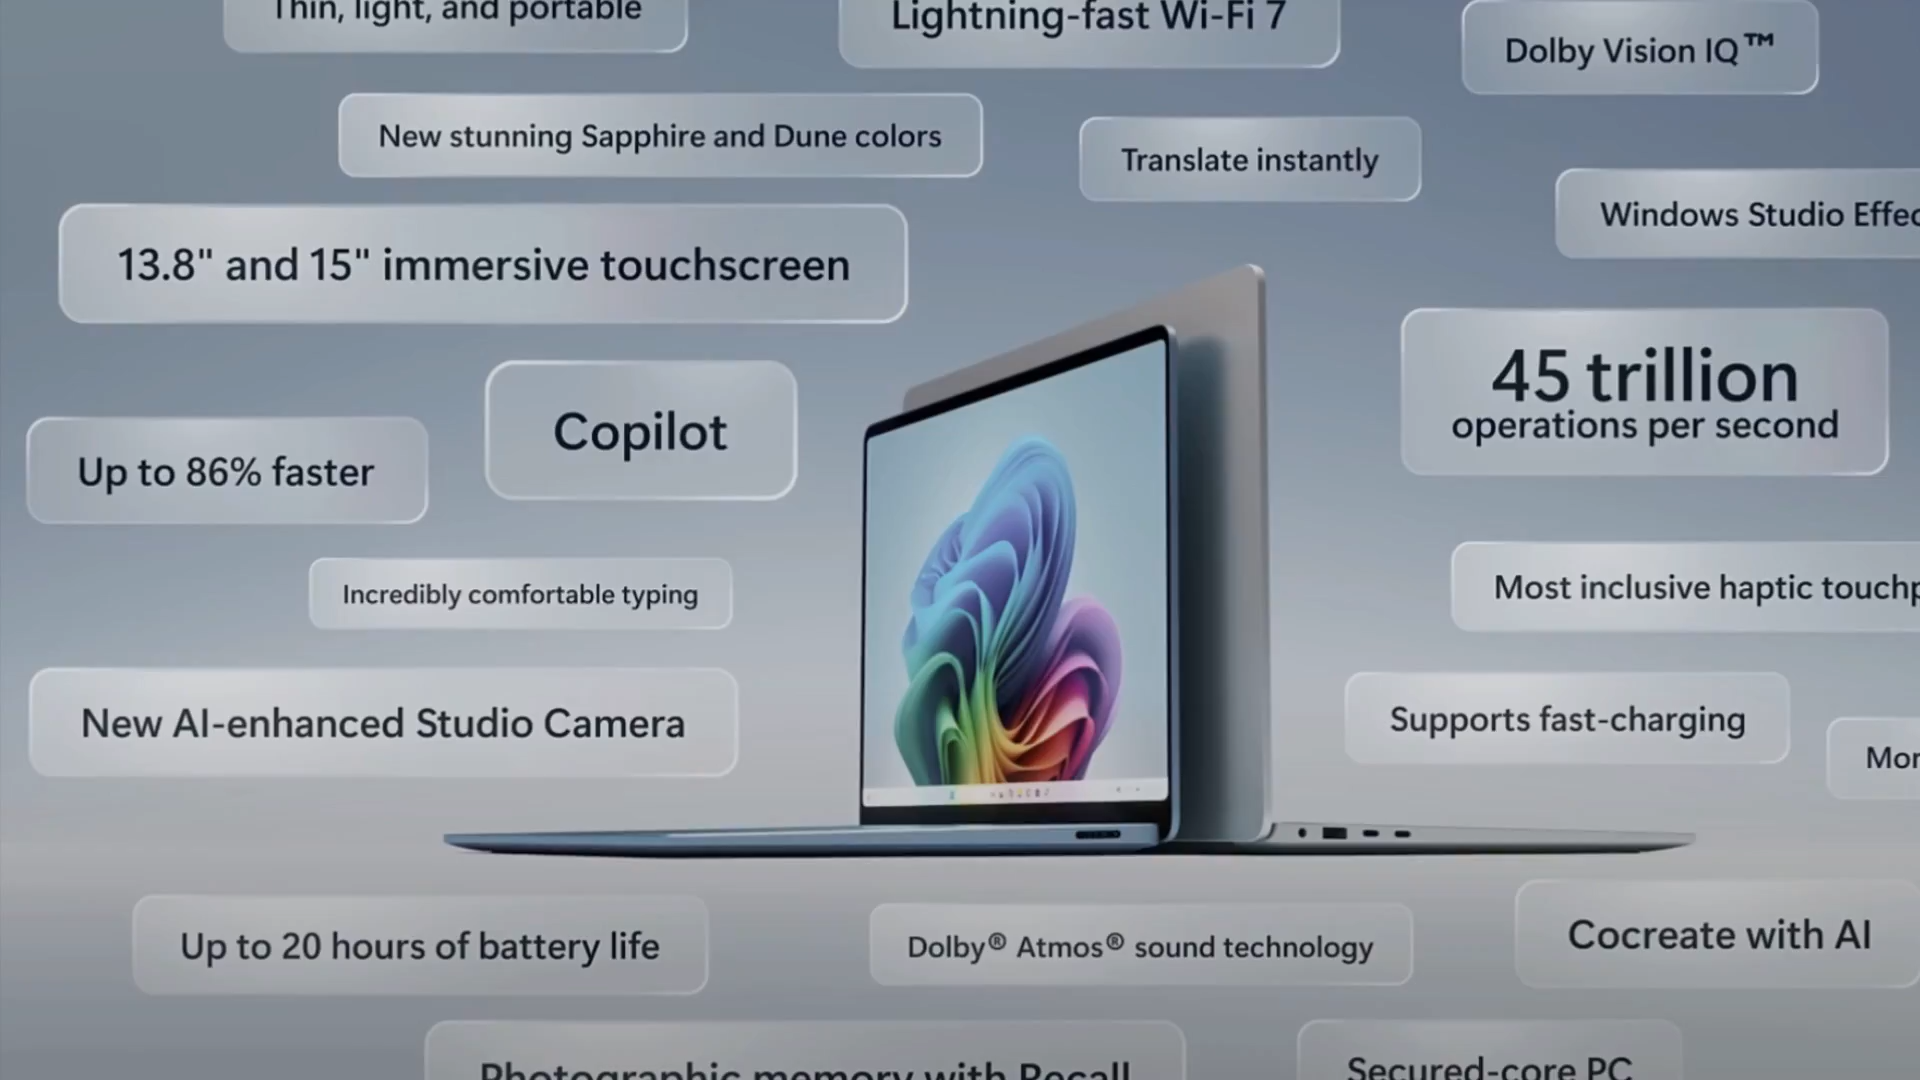 Thin, light, and portable
Lightning-fast Wi-Fi 7
Dolby Vision IQ™
New stunning Sapphire and Dune colors
Translate instantly
Windows Studio Effec
13.8" and 15" immersive touchscreen
45 trillion
operations per second
Copilot
Up to 86% faster
Incredibly comfortable typing
Most inclusive haptic touchp
New AI-enhanced Studio Camera
Supports fast-charging
Mor
Up to 20 hours of battery life
Dolby® Atmos® sound technology
Cocreate with AI
Photographic memory with Recall
Secured-core PC